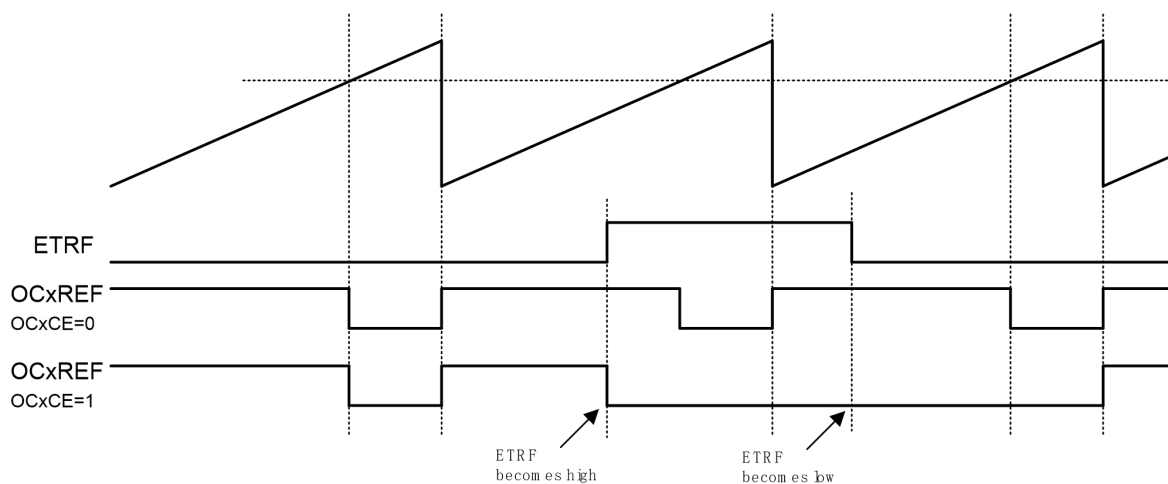 ETRF
OCxREF
OCxCE=0
OCxREF
OCxCE=1
ETRF
becomes high
ETRF
becomes low